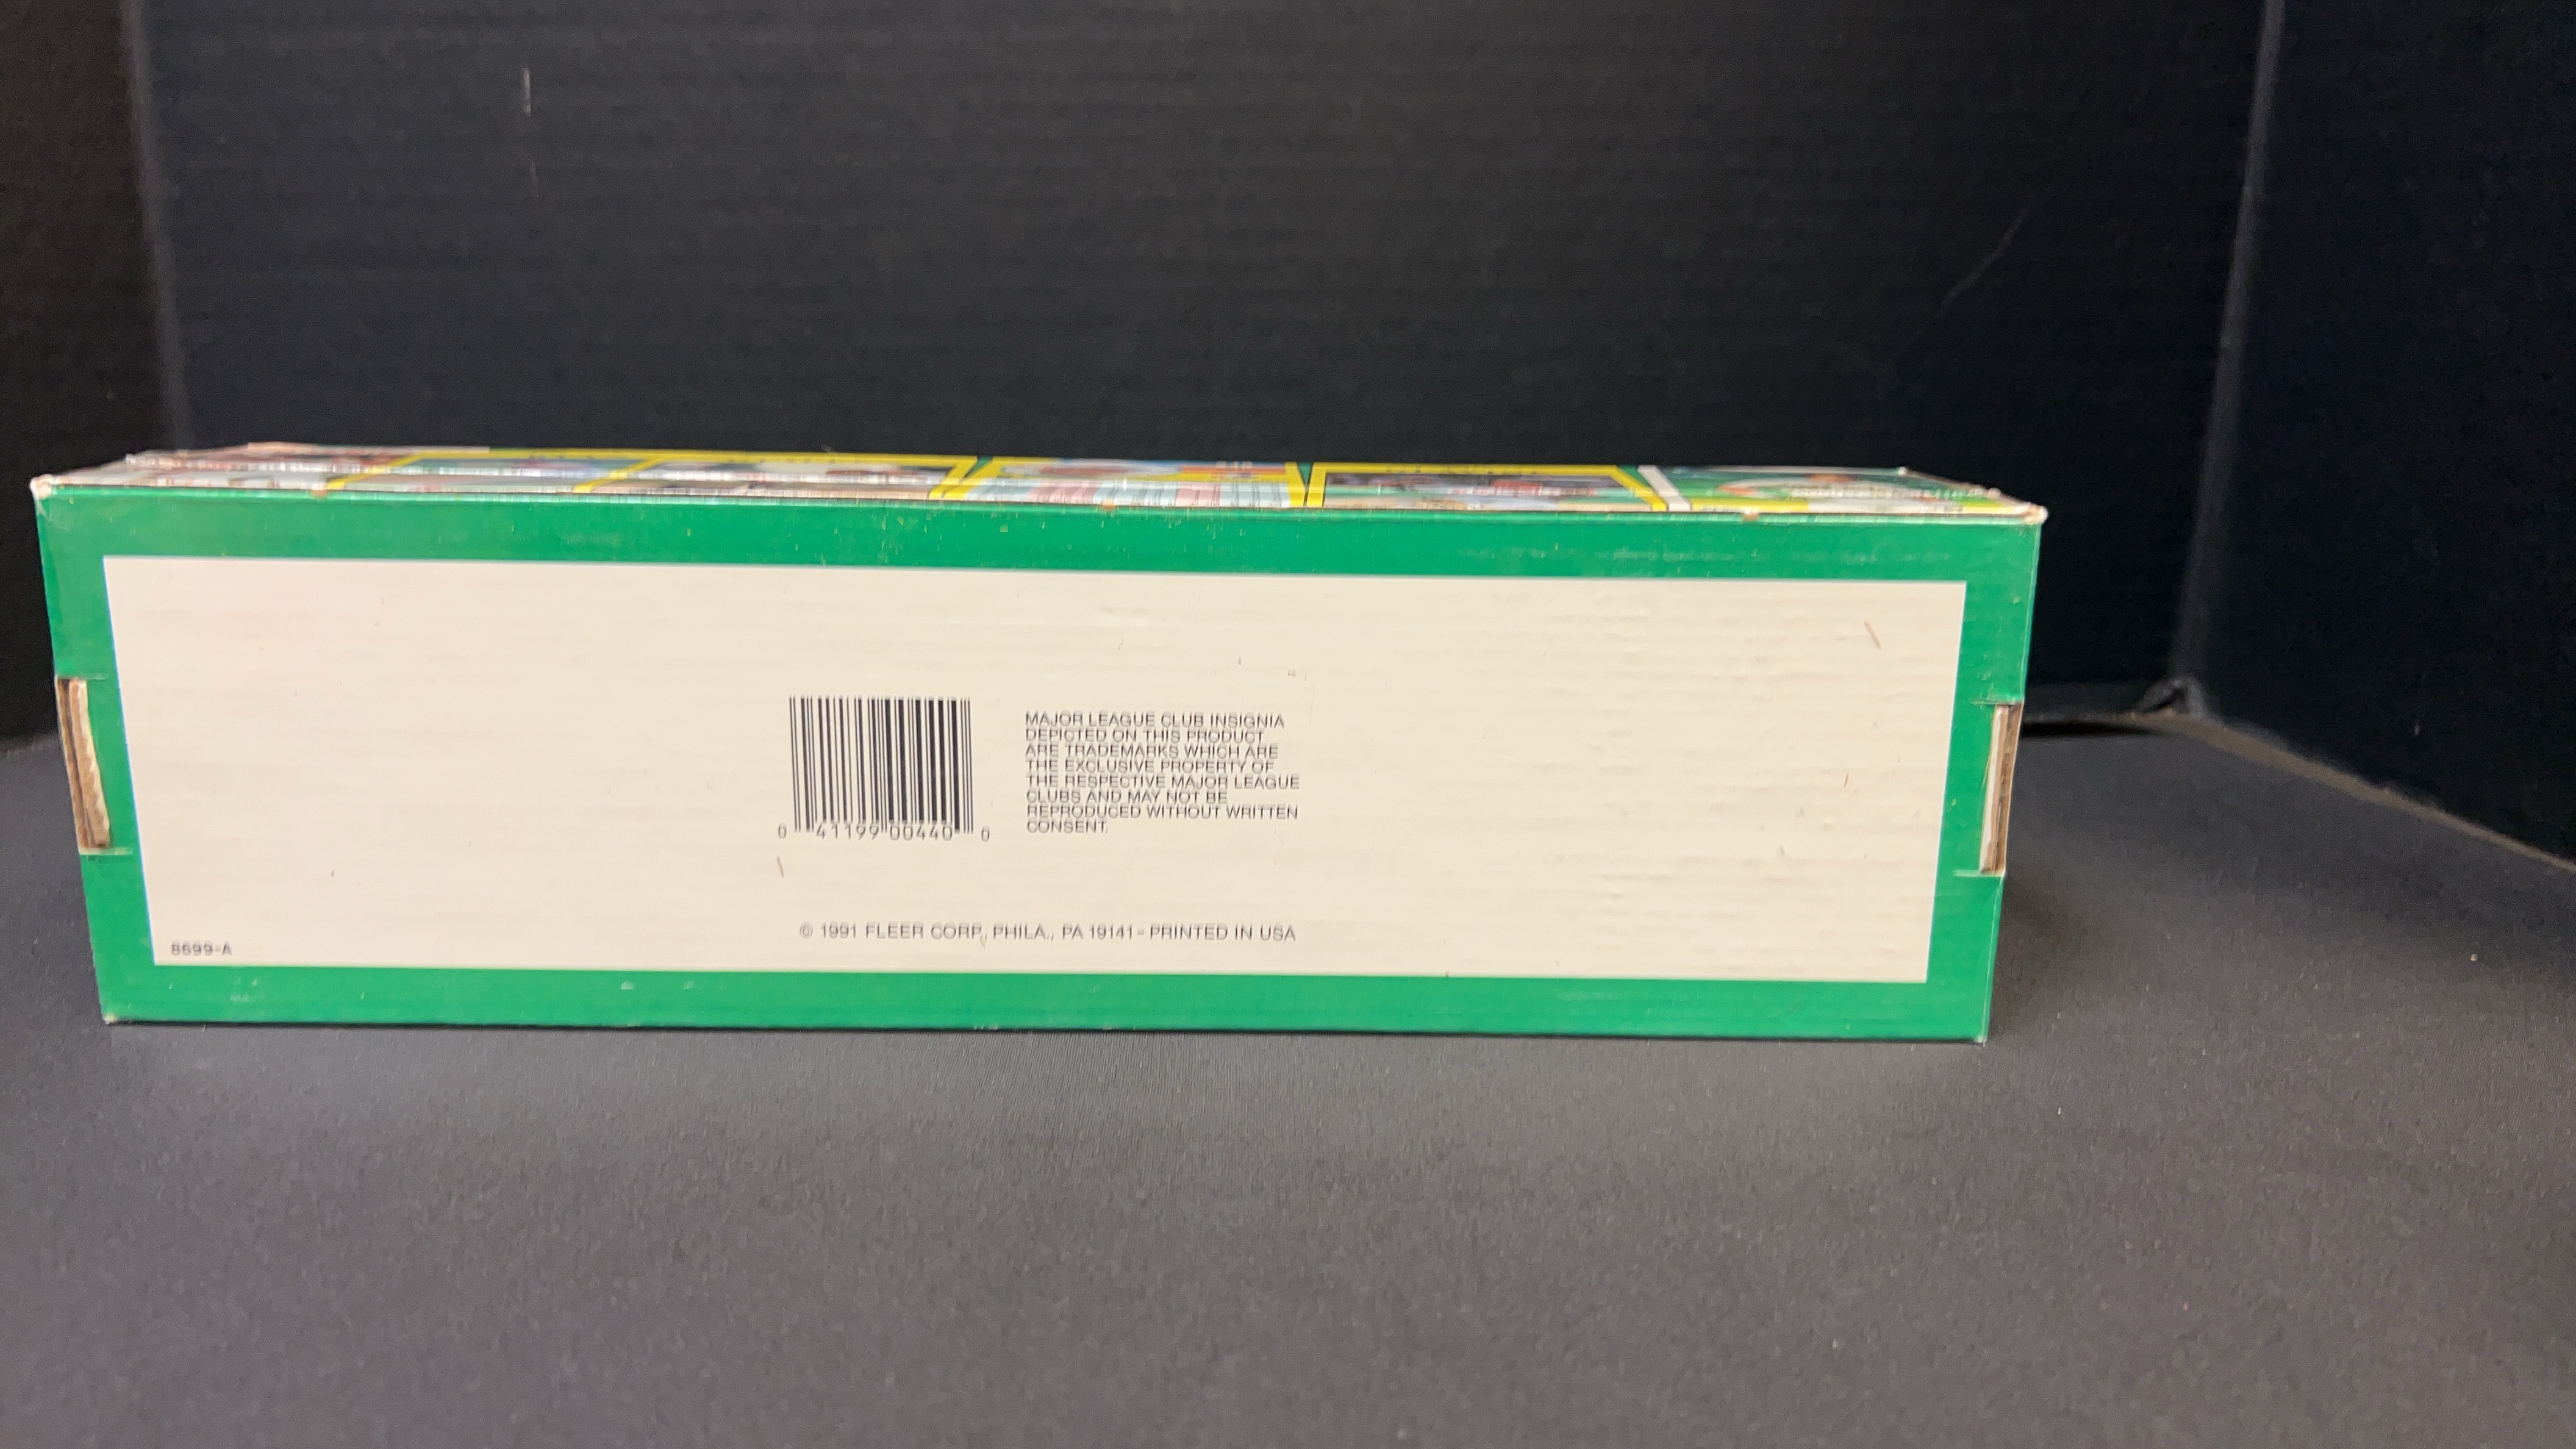 0 41199 00440 0
MAJOR LEAGUE CLUB INSIGNIA
DEPICTED ON THIS PRODUCT
ARE TRADEMARKS WHICH ARE
THE EXCLUSIVE PROPERTY OF
THE RESPECTIVE MAJOR LEAGUE
CLUBS AND MAY NOT BE
REPRODUCED WITHOUT WRITTEN
CONSENT.
© 1991 FLEER CORP., PHILA., PA 19141 - PRINTED IN USA
8699-A